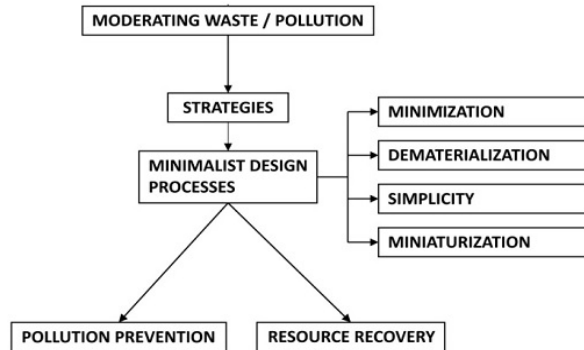 MODERATING WASTE / POLLUTION
STRATEGIES
MINIMALIST DESIGN
PROCESSES
MINIMIZATION
DEMATERIALIZATION
SIMPLICITY
MINIATURIZATION
POLLUTION PREVENTION
RESOURCE RECOVERY